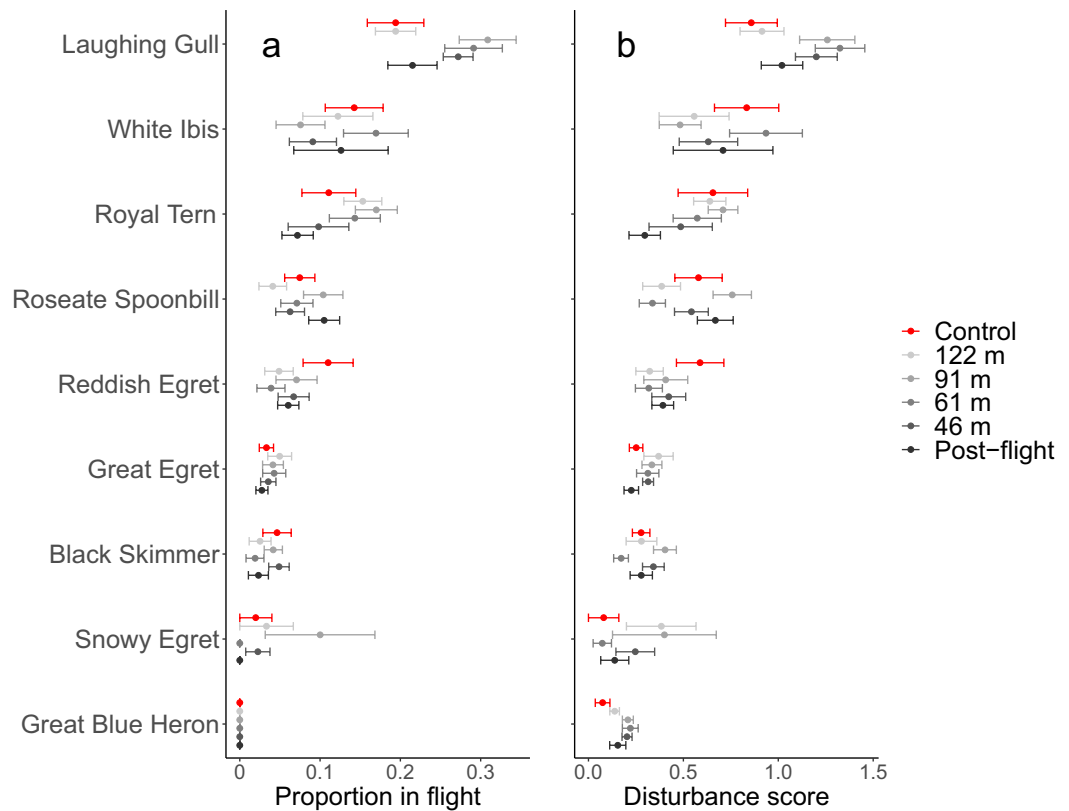 a
b
Laughing Gull
White Ibis
Royal Tern
Roseate Spoonbill
Reddish Egret
Great Egret
Black Skimmer
Snowy Egret
Great Blue Heron
Control
122 m
91 m
61 m
46 m
Post−flight
0 0.1 0.2 0.3
0.0 0.5 1.0 1.5
Proportion in flight
Disturbance score